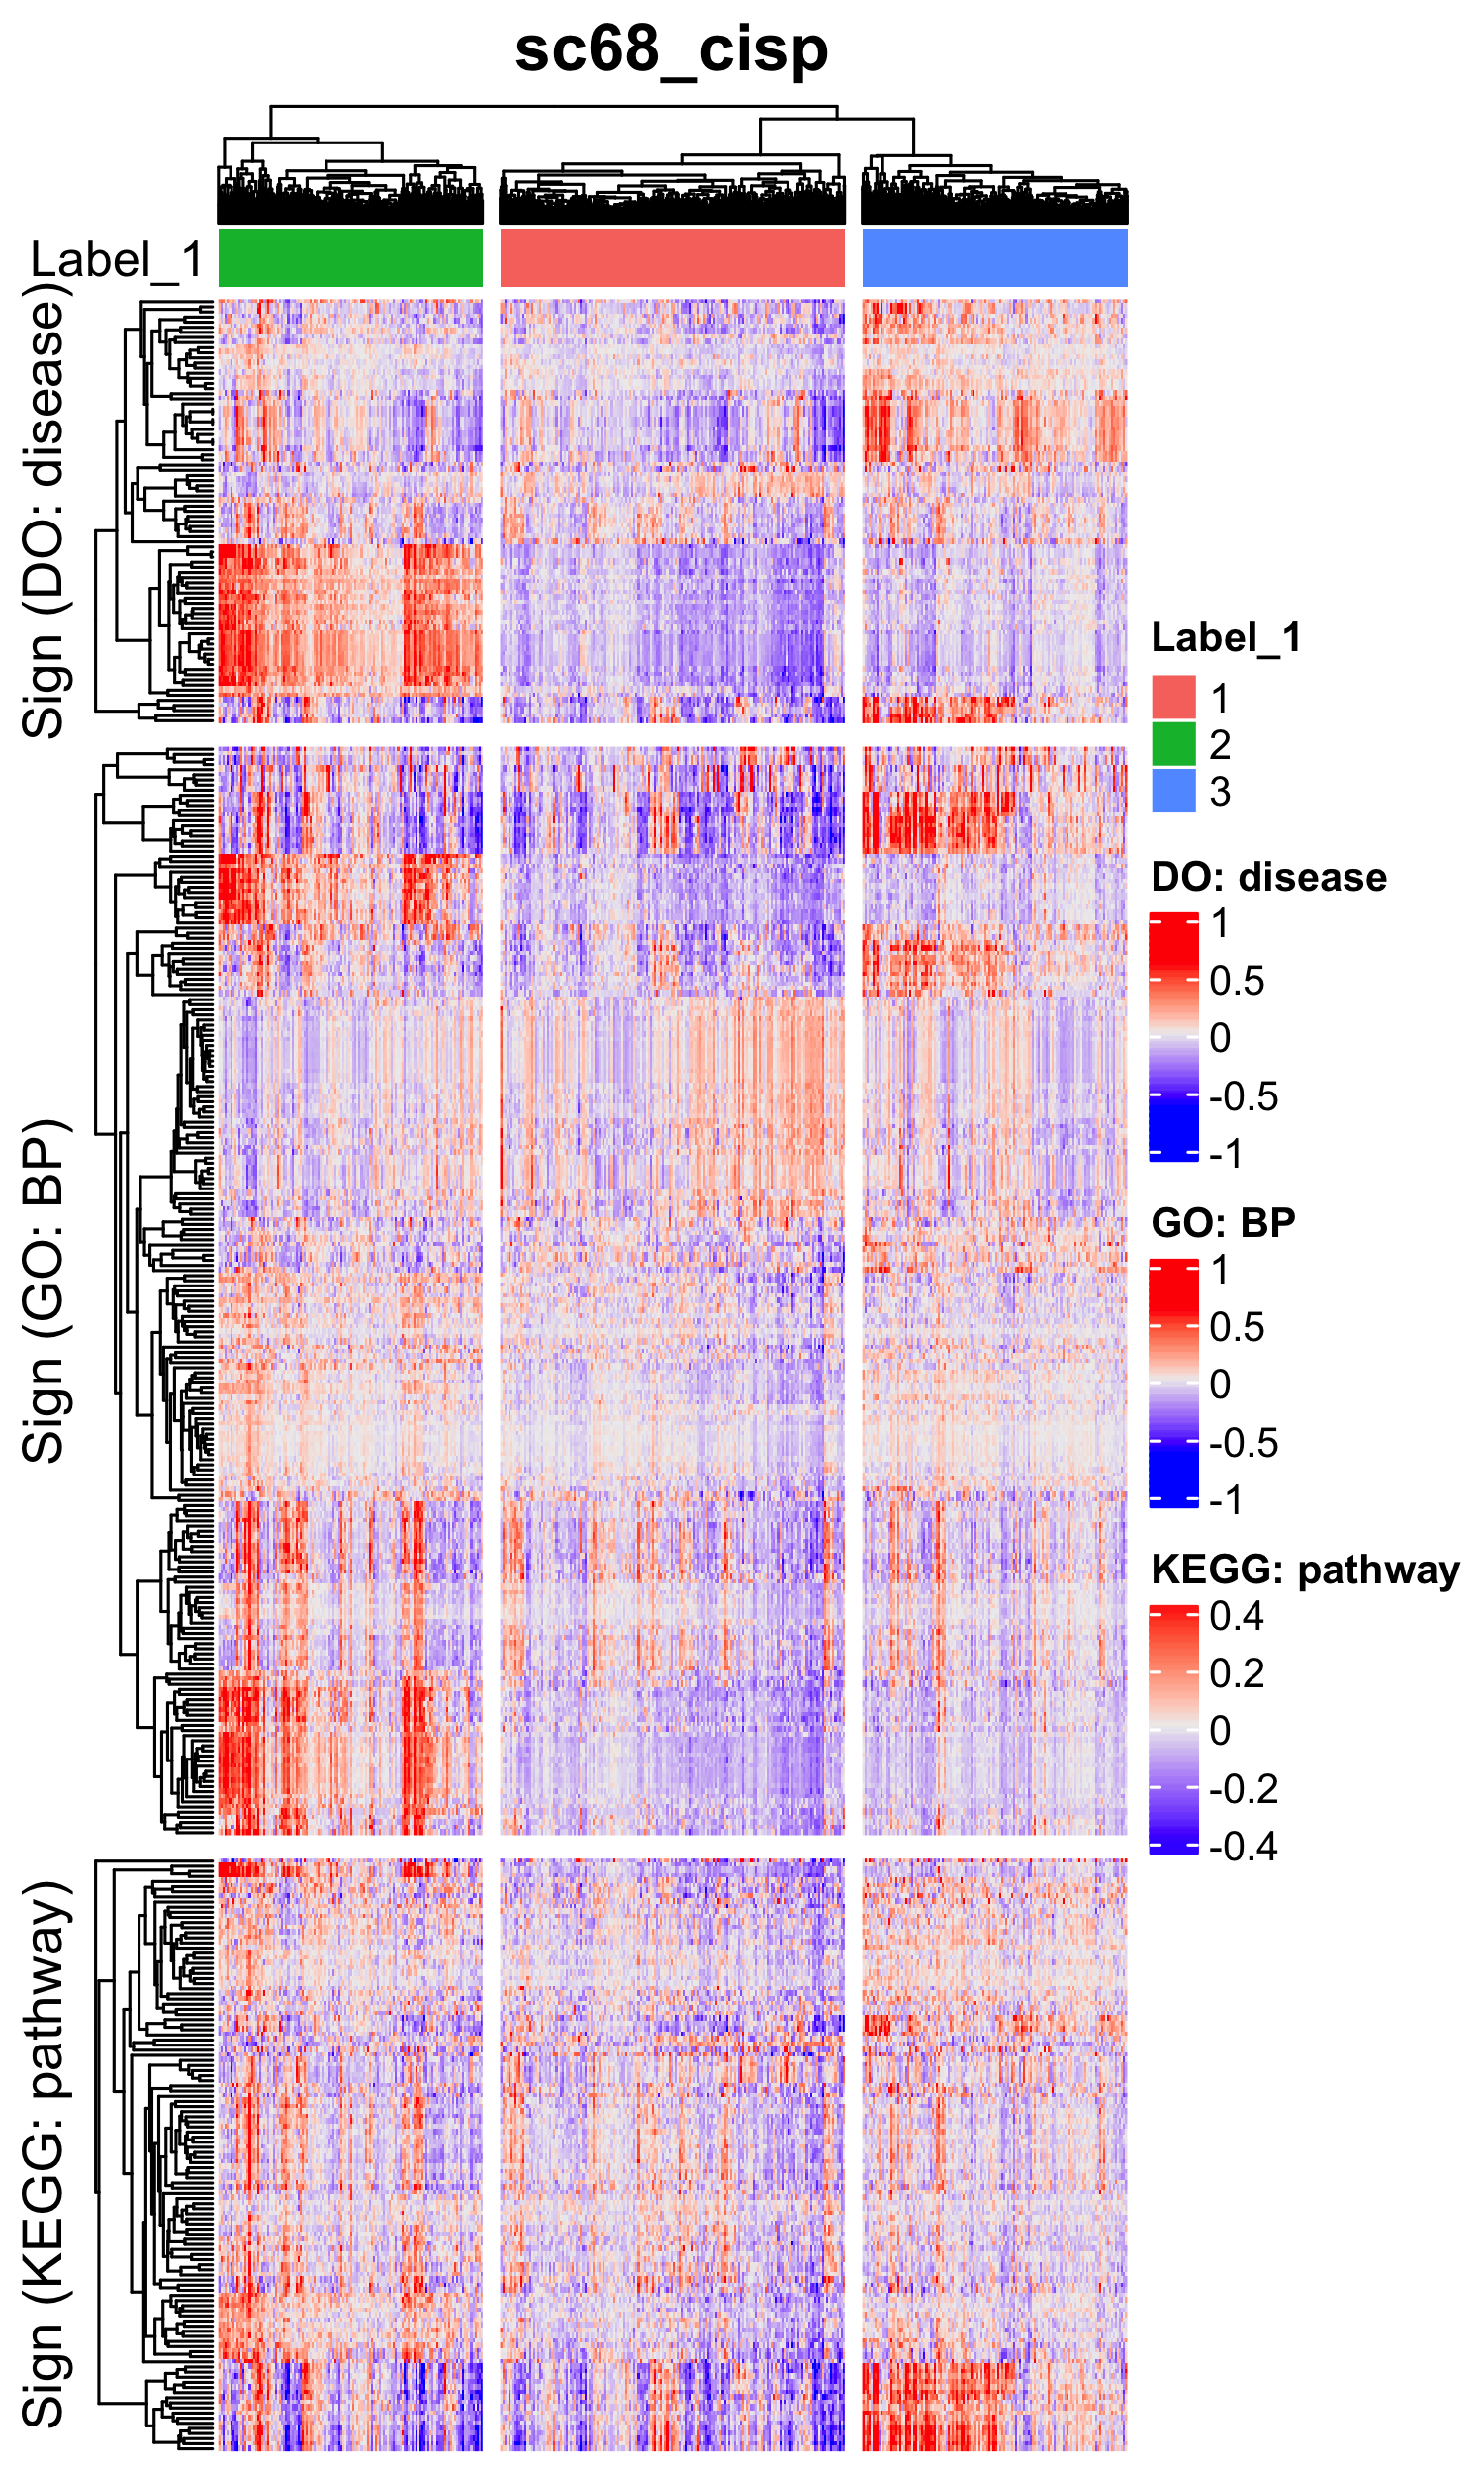 sc68_cisp
Label_1
Sign (DO: disease)
Sign (GO: BP)
Sign (KEGG: pathway)
Label_1
1
2
3
DO: disease
1
0.5
0
-0.5
-1
GO: BP
1
0.5
0
-0.5
-1
KEGG: pathway
0.4
0.2
0
-0.2
-0.4